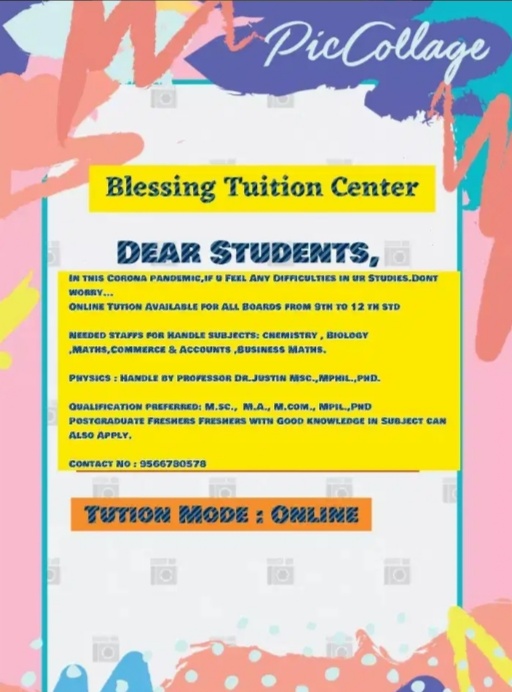 PicCollage
Blessing Tuition Center
DEAR STUDENTS,
IN THIS CORONA PANDEMIC,IF U FEEL ANY DIFFICULTIES IN UR STUDIES.DONT
WORRY...
ONLINE TUTION AVAILABLE FOR ALL BOARDS FROM 9TH TO 12 TH STD
NEEDED STAFFS FOR HANDLE SUBJECTS: CHEMISTRY , BIOLOGY
,MATHS,COMMERCE & ACCOUNTS ,BUSINESS MATHS.
PHYSICS : HANDLE BY PROFESSOR DR.JUSTIN MSC.,MPHIL.,PHD.
QUALIFICATION PREFERRED: M.SC., M.A., M.COM., MPIL.,PHD
POSTGRADUATE FRESHERS FRESHERS WITH GOOD KNOWLEDGE IN SUBJECT CAN
ALSO APPLY.
CONTACT NO : 9566780578
TUTION MODE : ONLINE